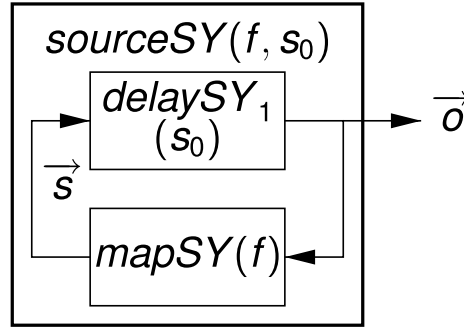 sourceSY(f, s₀)
delaySY₁
(s₀)
→o
→s
mapSY(f)